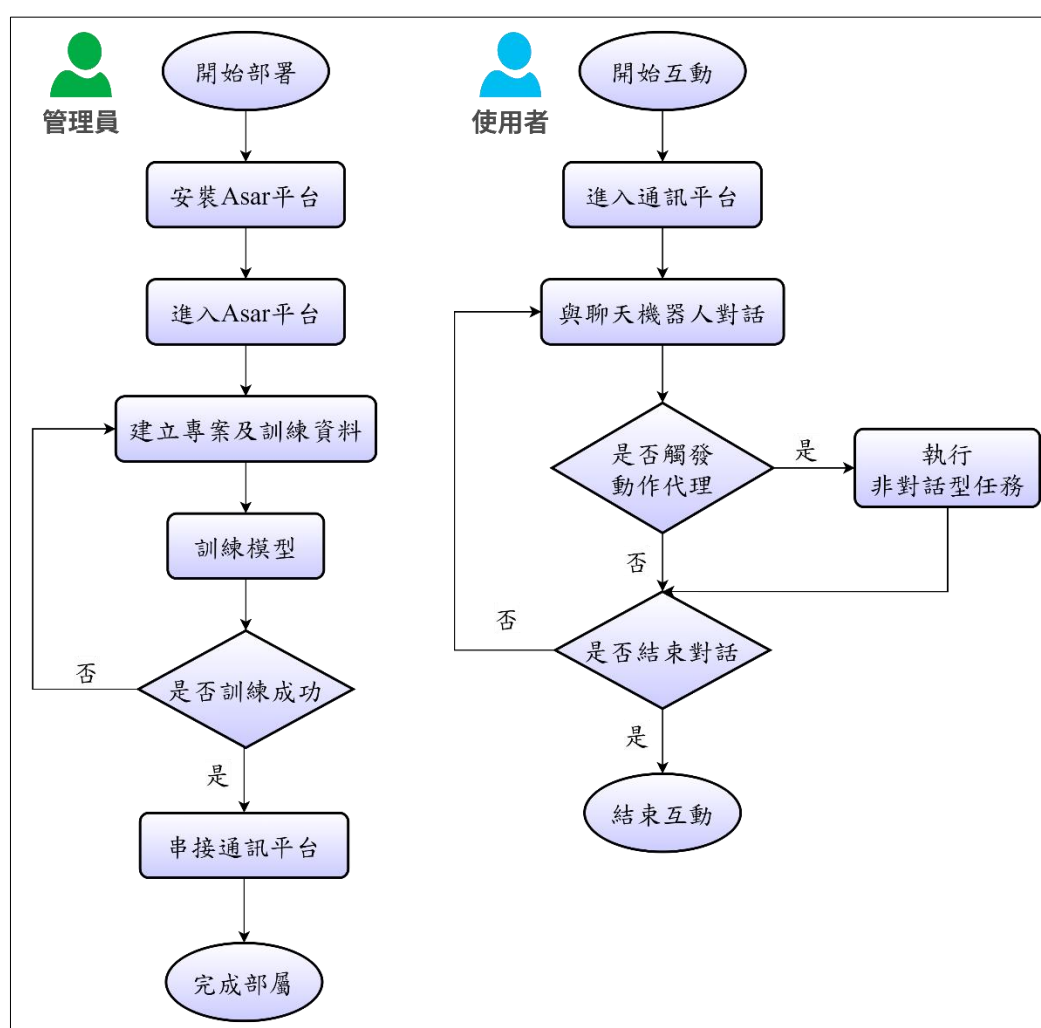 管理員
開始部署
安裝Asar平台
進入Asar平台
建立專案及訓練資料
訓練模型
是否訓練成功
否
是
串接通訊平台
完成部屬
使用者
開始互動
進入通訊平台
與聊天機器人對話
是否觸發
動作代理
是
執行
非對話型任務
否
是否結束對話
否
是
結束互動